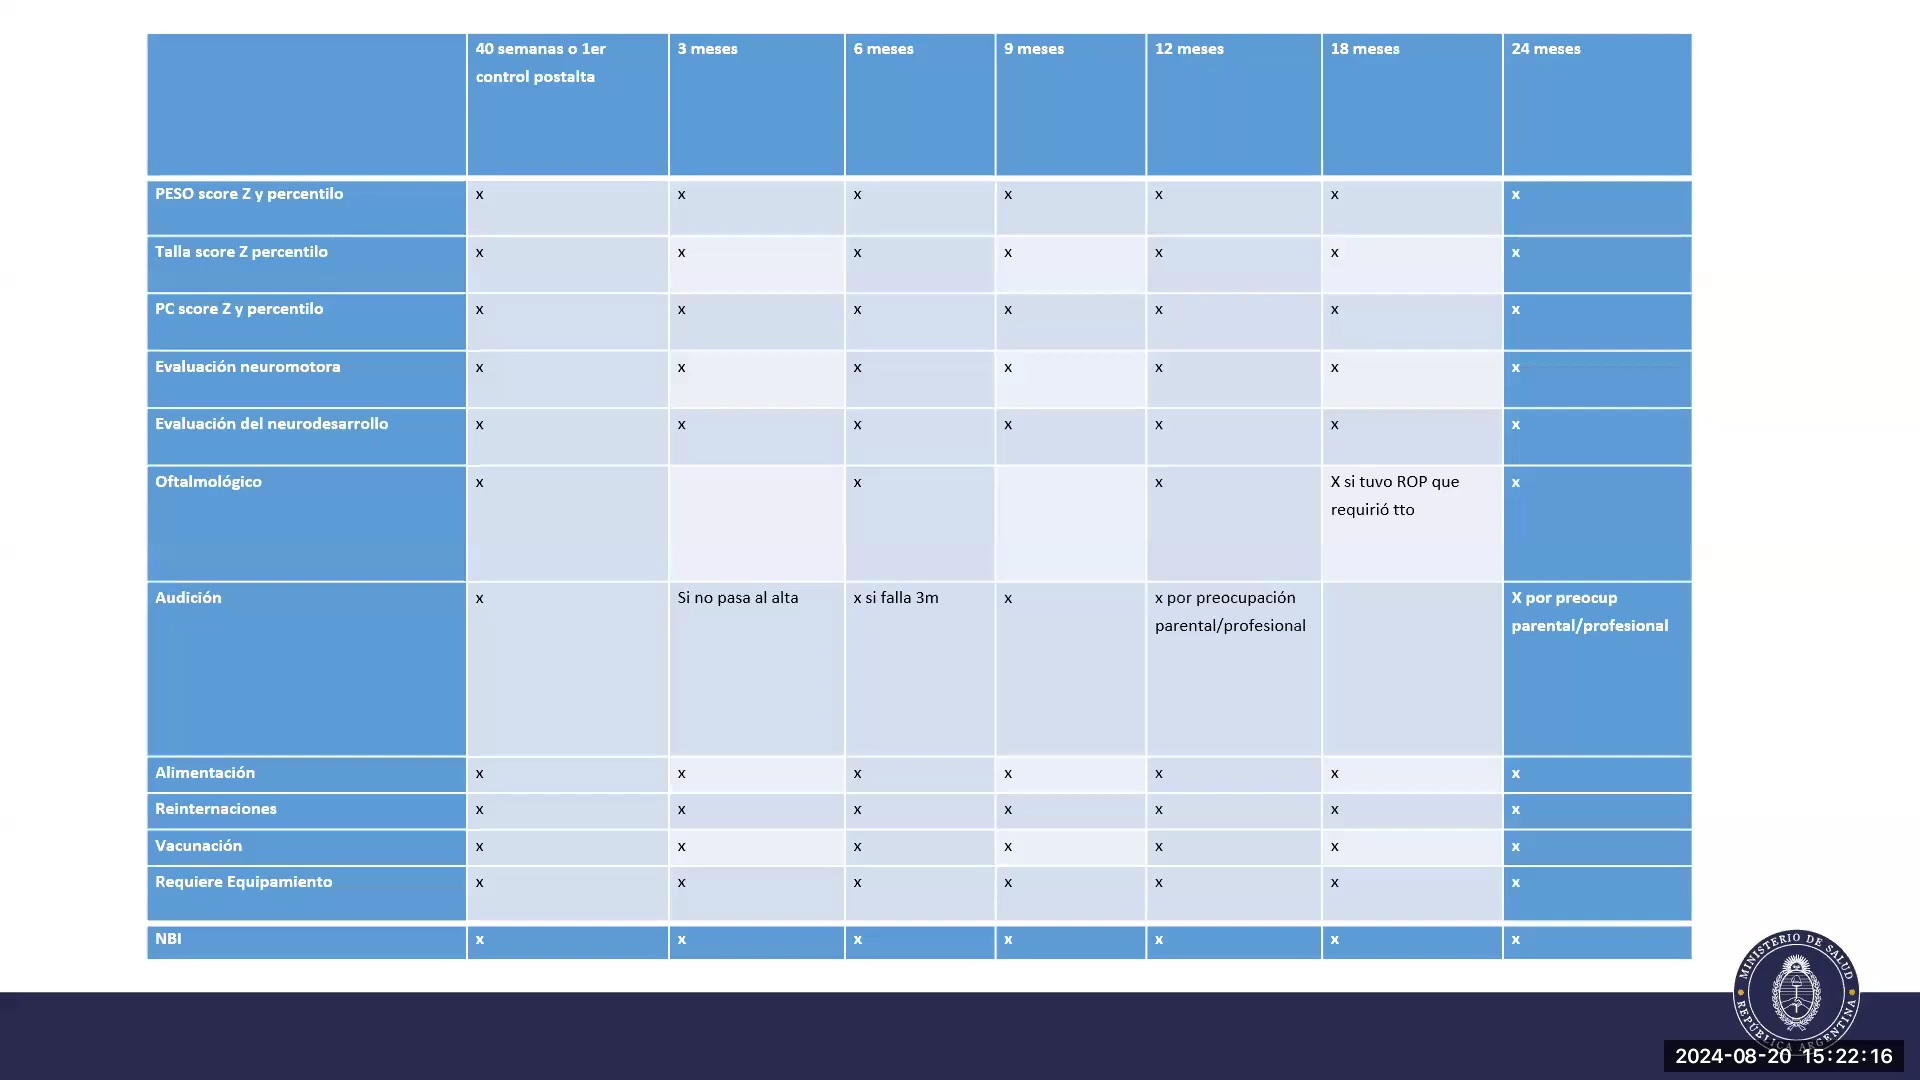 40 semanas o 1er control postalta 3 meses 6 meses 9 meses 12 meses 18 meses 24 meses
PESO score Z y percentilo x x x x x x x
Talla score Z percentilo x x x x x x x
PC score Z y percentilo x x x x x x x
Evaluación neuromotora x x x x x x x
Evaluación del neurodesarrollo x x x x x x x
Oftalmológico x x x X si tuvo ROP que requirió tto x
Audición x Si no pasa al alta x si falla 3m x x por preocupación parental/profesional X por preocup parental/profesional
Alimentación x x x x x x x
Reinternaciones x x x x x x x
Vacunación x x x x x x x
Requiere Equipamiento x x x x x x x
NBI x x x x x x x
MINISTERIO DE SALUD
REPÚBLICA ARGENTINA
2024-08-20 15:22:16